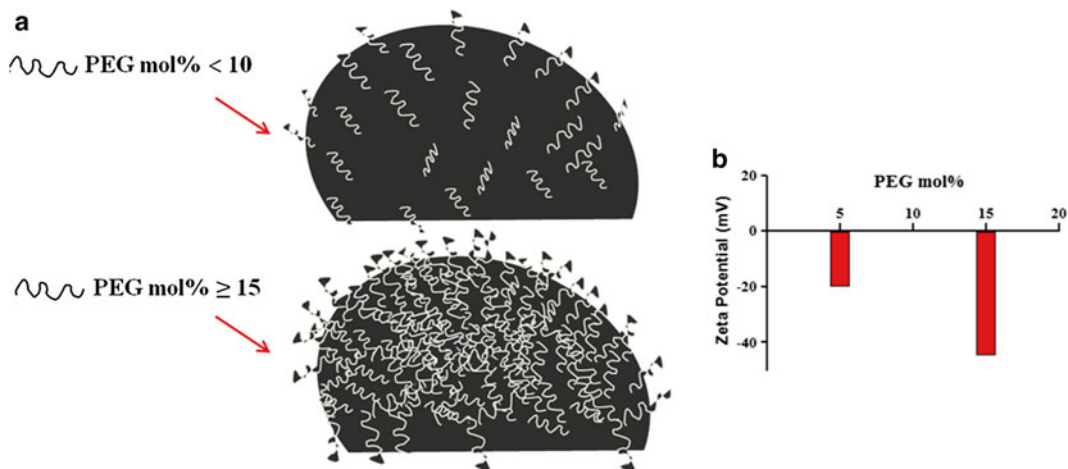 a
PEG mol% < 10
PEG mol% ≥ 15
b
PEG mol%
5 10 15 20
Zeta Potential (mV)
20
0
-20
-40